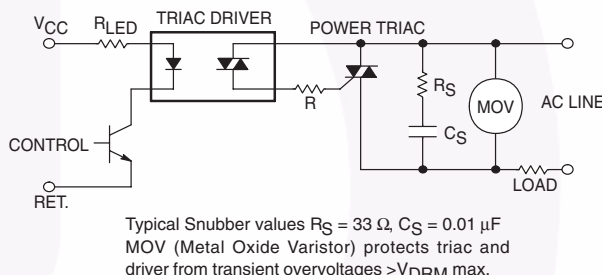 TRIAC DRIVER
POWER TRIAC
VCC
RLED
R
RS
CS
MOV
AC LINE
CONTROL
RET.
LOAD
Typical Snubber values RS = 33 Ω, CS = 0.01 μF
MOV (Metal Oxide Varistor) protects triac and
driver from transient overvoltages >VDRM max.